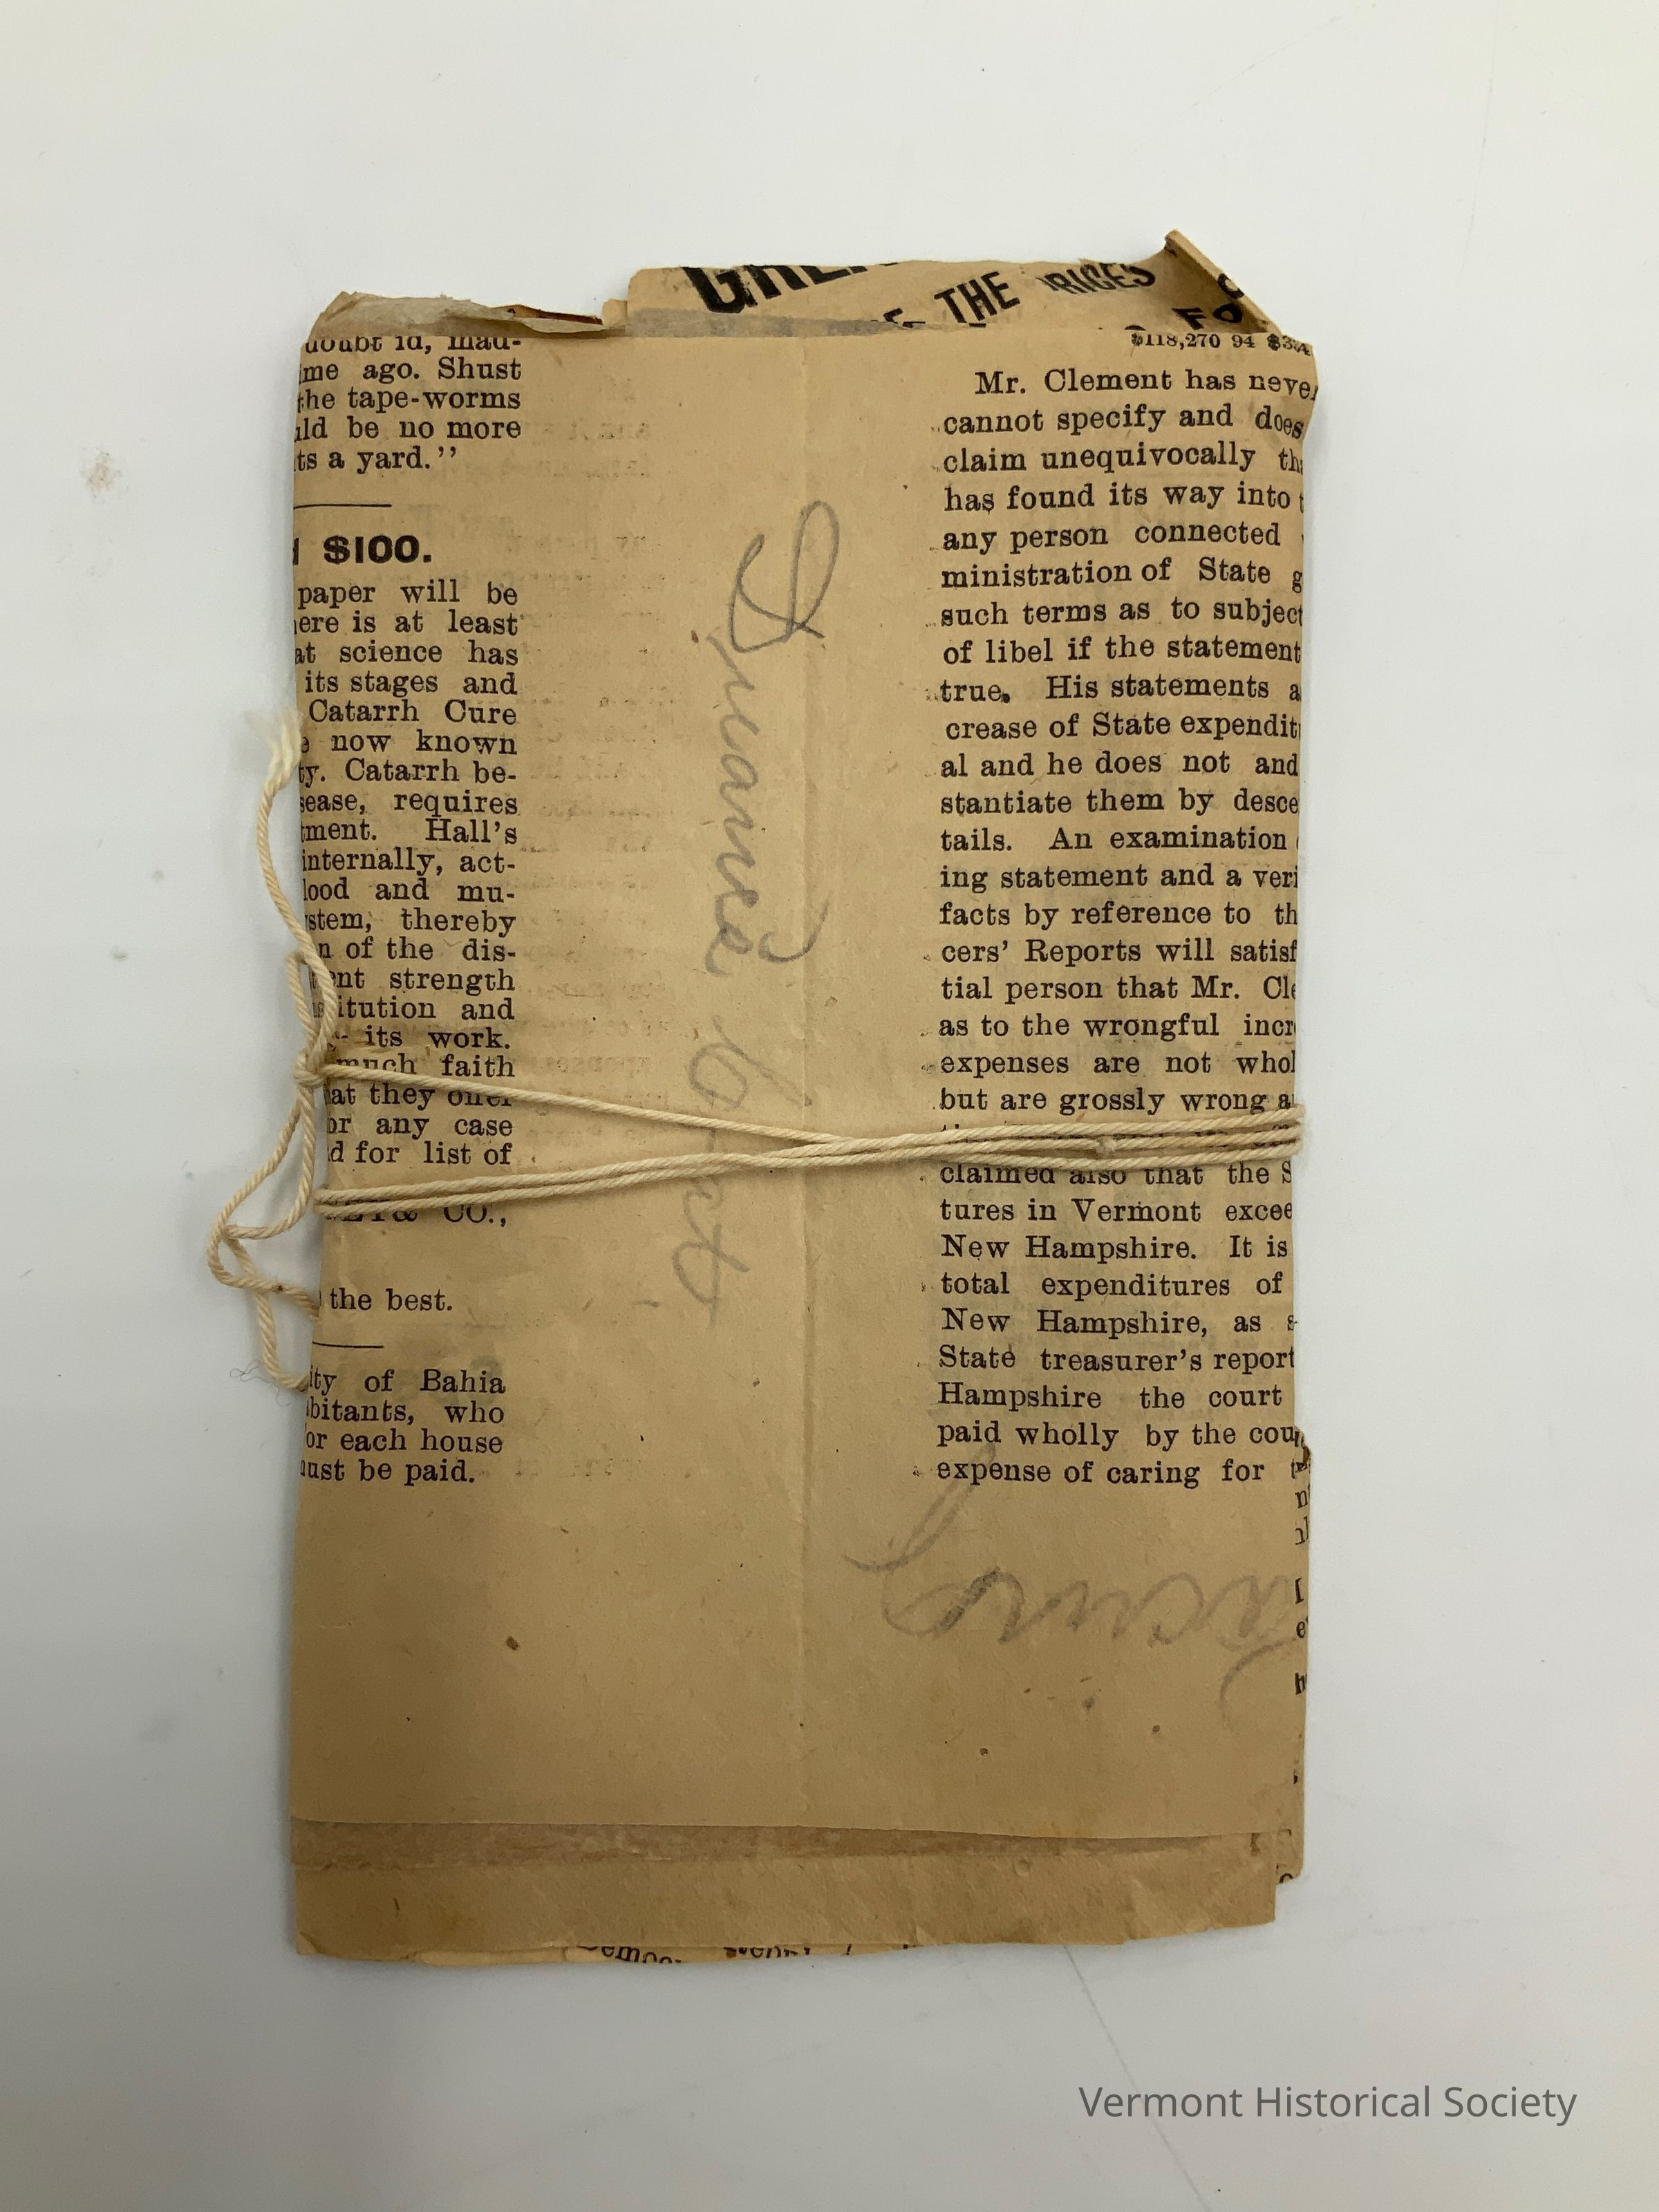 THE
FO
$118,270 94
doubt id, mad-
me ago. Shust
the tape-worms
uld be no more
ts a yard."
$100.
paper will be
ere is at least
at science has
its stages and
Catarrh Cure
now known
ty. Catarrh be-
sease, requires
tment. Hall's
internally, act-
lood and mu-
stem, thereby
n of the dis-
ent strength
stitution and
its work.
much faith
at they offer
or any case
d for list of
& CO.,
the best.
ity of Bahia
bitants, who
or each house
must be paid.
Mr. Clement has never
cannot specify and does
claim unequivocally
has found its way into
any person connected
ministration of State
such terms as to subject
of libel if the statement
true. His statements
crease of State expendit
al and he does not and
stantiate them by desce
tails. An examination
ing statement and a veri
facts by reference to th
cers' Reports will satisf
tial person that Mr. Cle
as to the wrongful incr
expenses are not whol
but are grossly wrong
claimed also that the S
tures in Vermont excee
New Hampshire. It is
total expenditures of
New Hampshire, as
State treasurer's report
Hampshire the court
paid wholly by the
expense of caring for
Vermont Historical Society